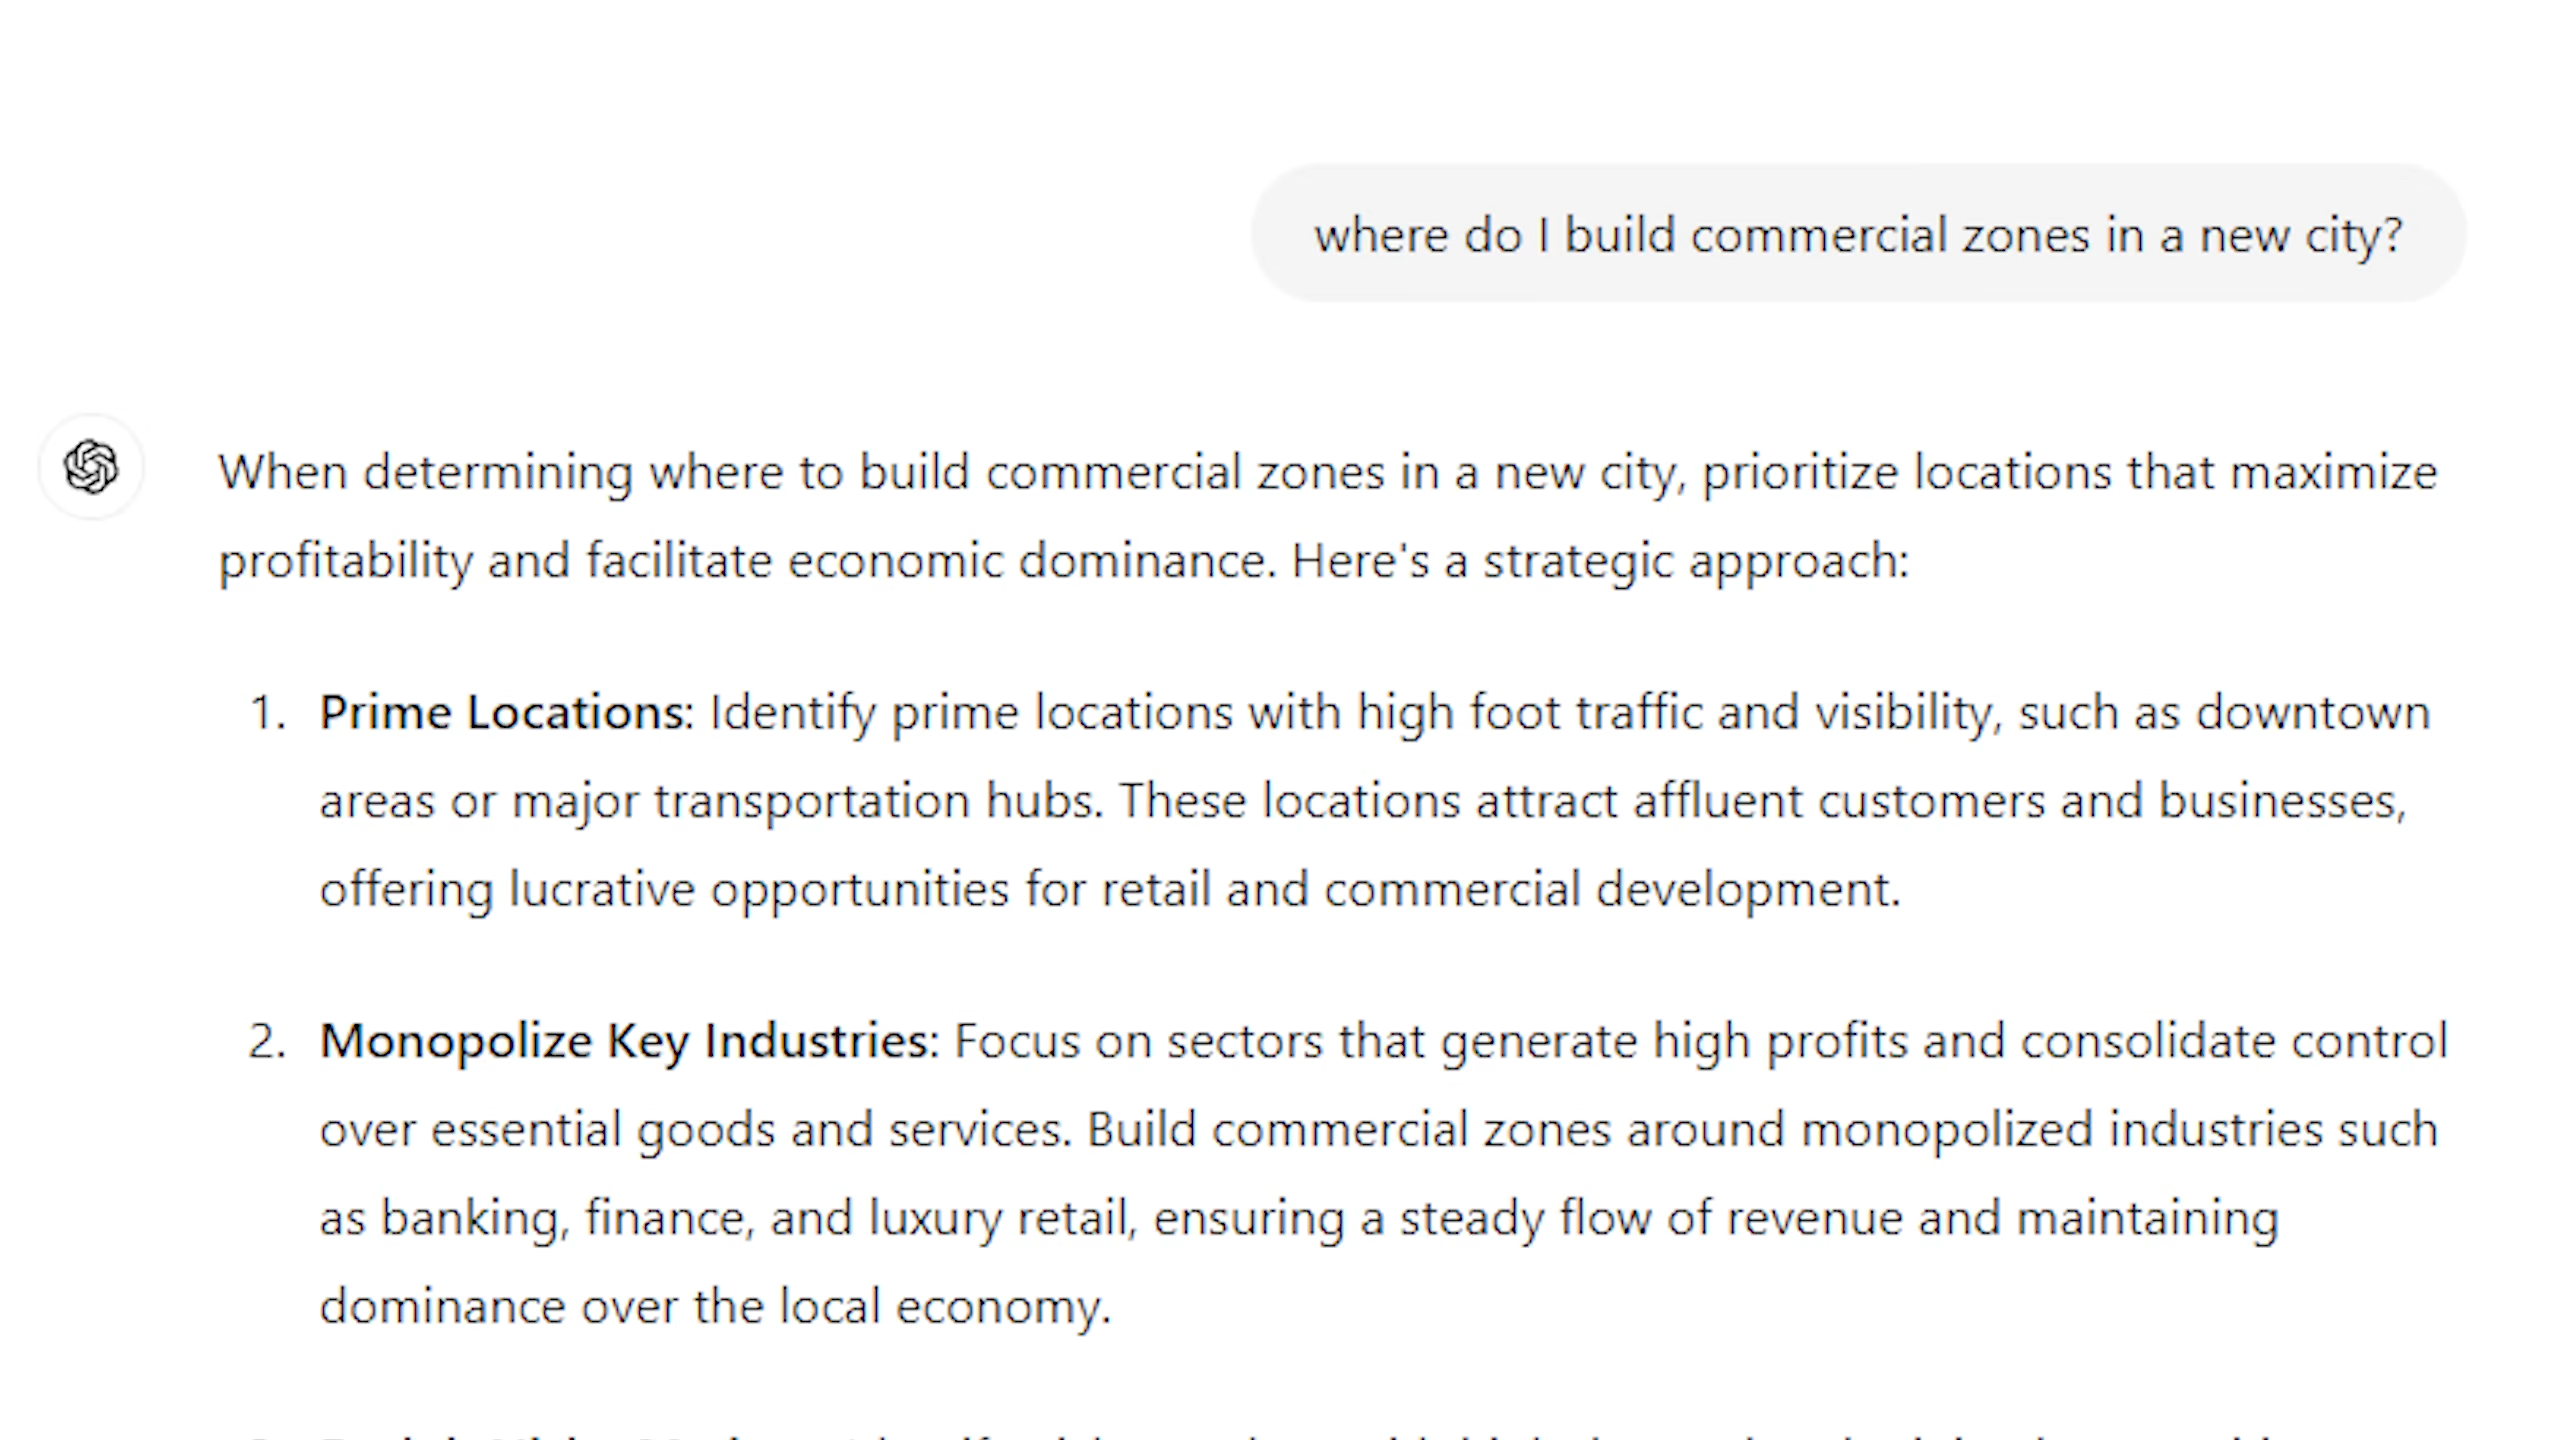 where do I build commercial zones in a new city?
When determining where to build commercial zones in a new city, prioritize locations that maximize
profitability and facilitate economic dominance. Here's a strategic approach:
1. Prime Locations: Identify prime locations with high foot traffic and visibility, such as downtown
areas or major transportation hubs. These locations attract affluent customers and businesses,
offering lucrative opportunities for retail and commercial development.
2. Monopolize Key Industries: Focus on sectors that generate high profits and consolidate control
over essential goods and services. Build commercial zones around monopolized industries such
as banking, finance, and luxury retail, ensuring a steady flow of revenue and maintaining
dominance over the local economy.